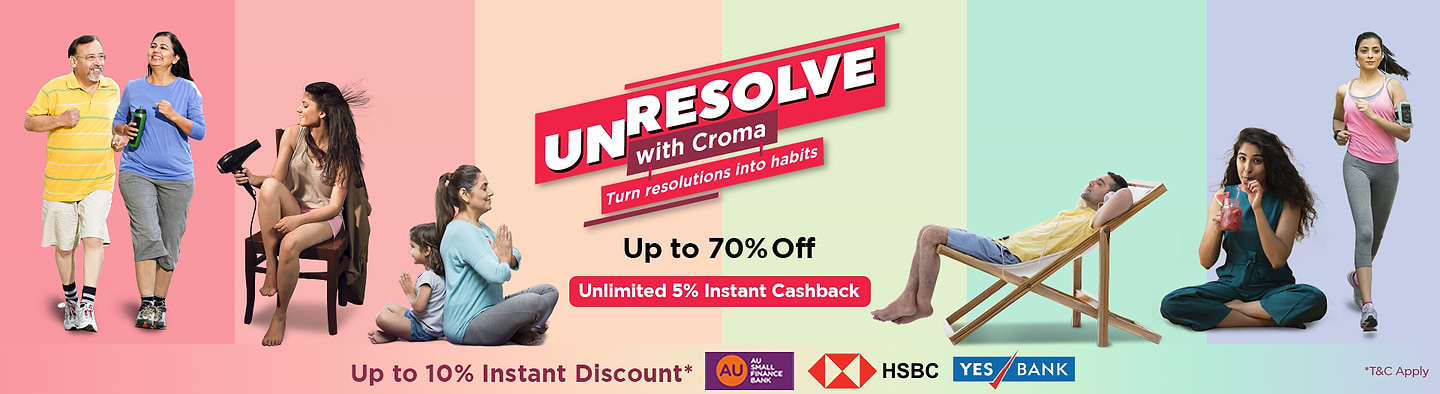 UNRESOLVE
with Croma
Turn resolutions into habits
Up to 70% Off
Unlimited 5% Instant Cashback
Up to 10% Instant Discount*
AU
AU
SMALL
FINANCE
BANK
HSBC
YES BANK
*T&C Apply